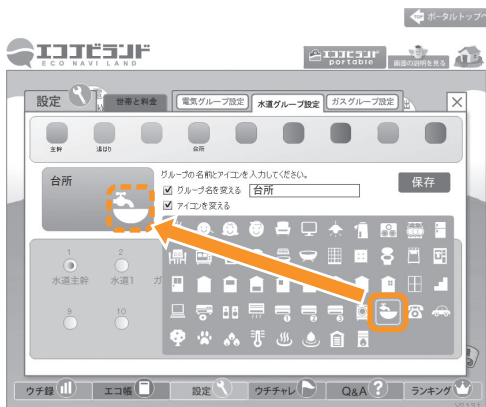 ポータルトップへ
エココナビランド
ECO NAVI LAND
エココナビランド
portable
画面の説明を見る
設定
世帯と料金
電気グループ設定
水道グループ設定
ガスグループ設定
主幹
湯はり
台所
台所
グループの名前とアイコンを入力してください。
グループ名を変える
台所
アイコンを変える
保存
1
2
水道主幹
水道1
ガ
9
10
ウチ録
エコ帳
設定
ウチチャレ
Q&A
ランキング